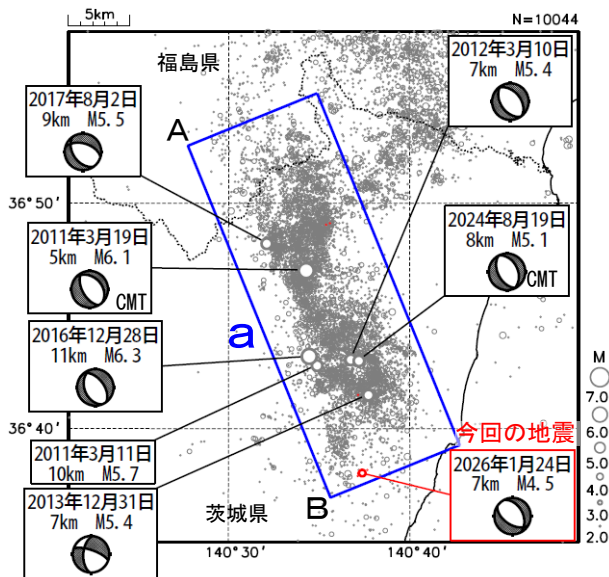 5km
N=10044
福島県
2012年3月10日
7km M5.4
2017年8月2日
9km M5.5
A
36°50'
2011年3月19日
5km M6.1
CMT
2024年8月19日
8km M5.1
CMT
a
2016年12月28日
11km M6.3
M
7.0
6.0
5.0
4.0
3.0
2.0
36°40'
今回の地震
2011年3月11日
10km M5.7
2026年1月24日
7km M4.5
2013年12月31日
7km M5.4
B
茨城県
140°30'
140°40'